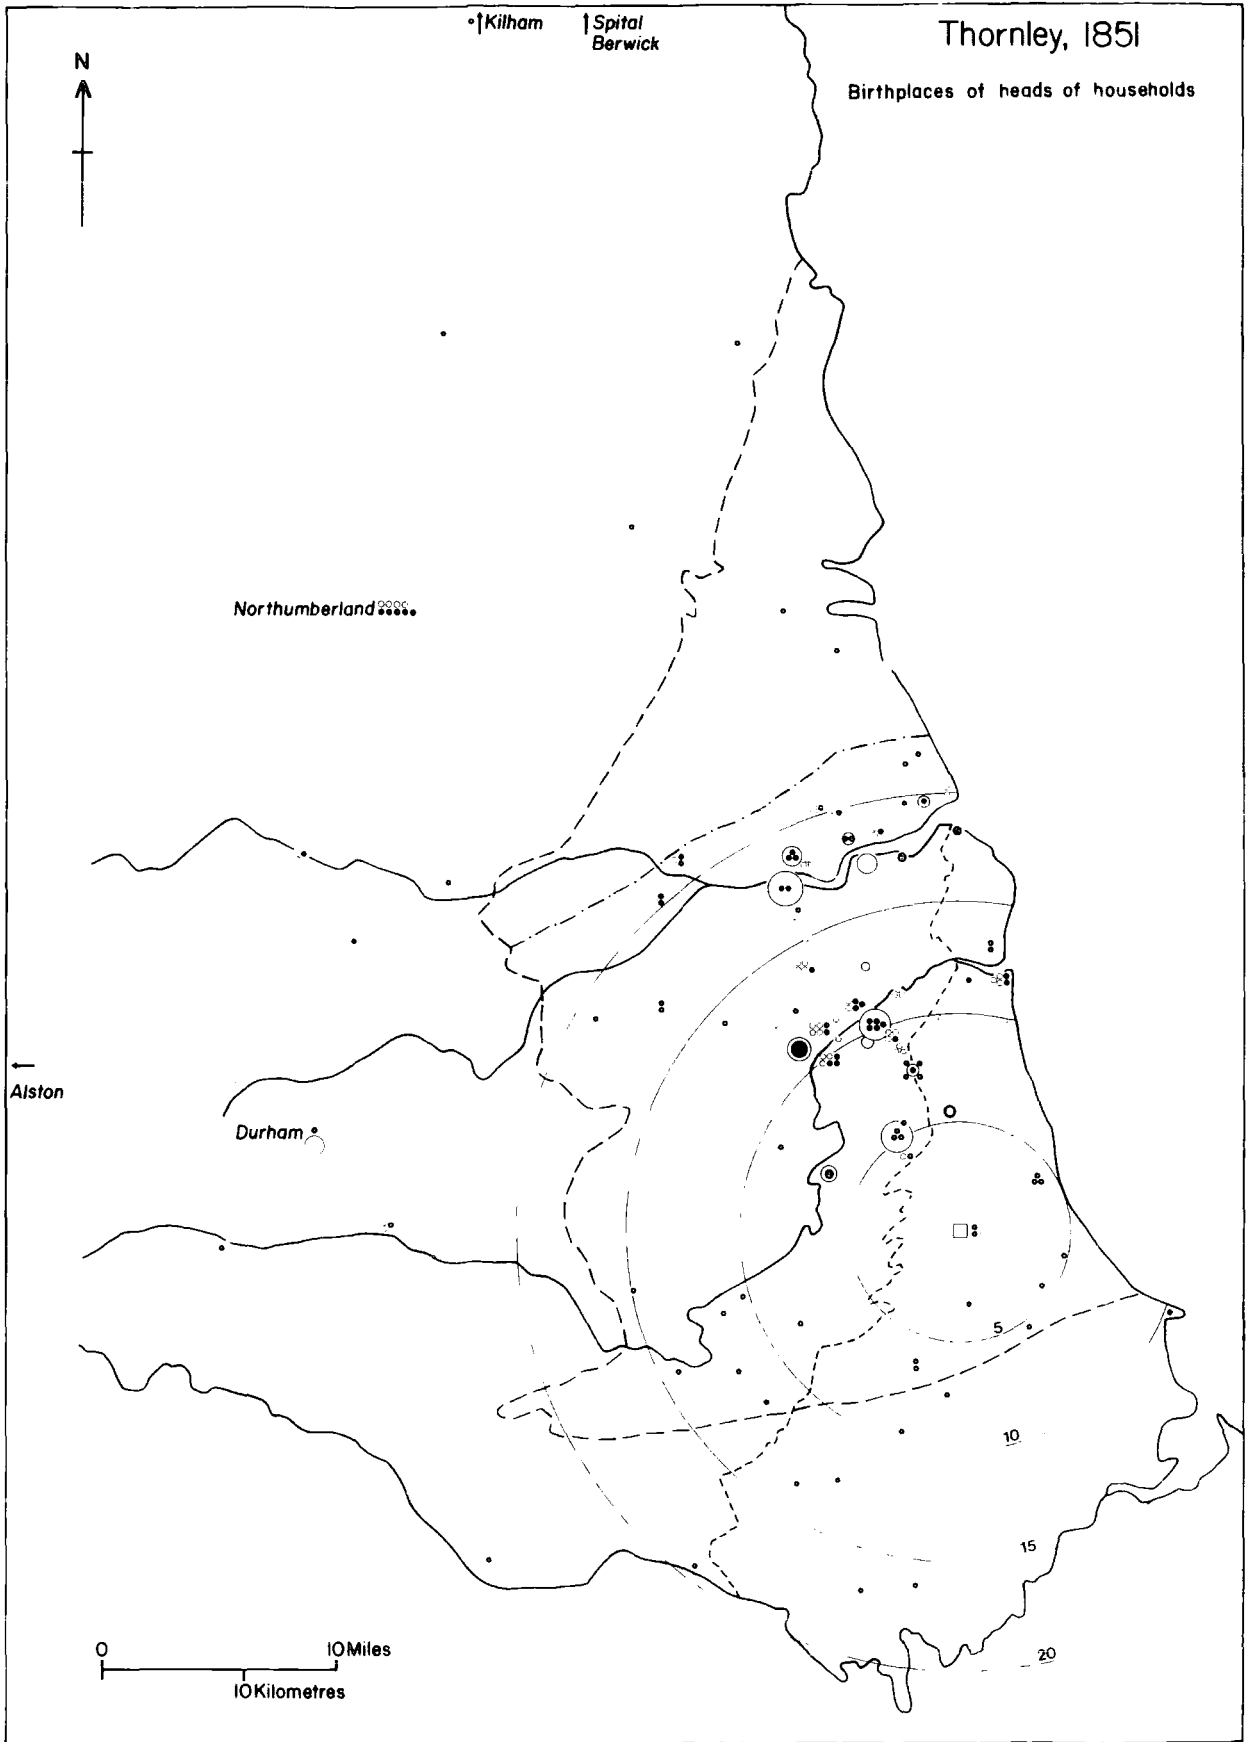 Kilham
Spital
Berwick
Thornley, 1851
Birthplaces of heads of households
N
Northumberland
Alston
Durham
5
10
15
20
0 10 Miles
10 Kilometres